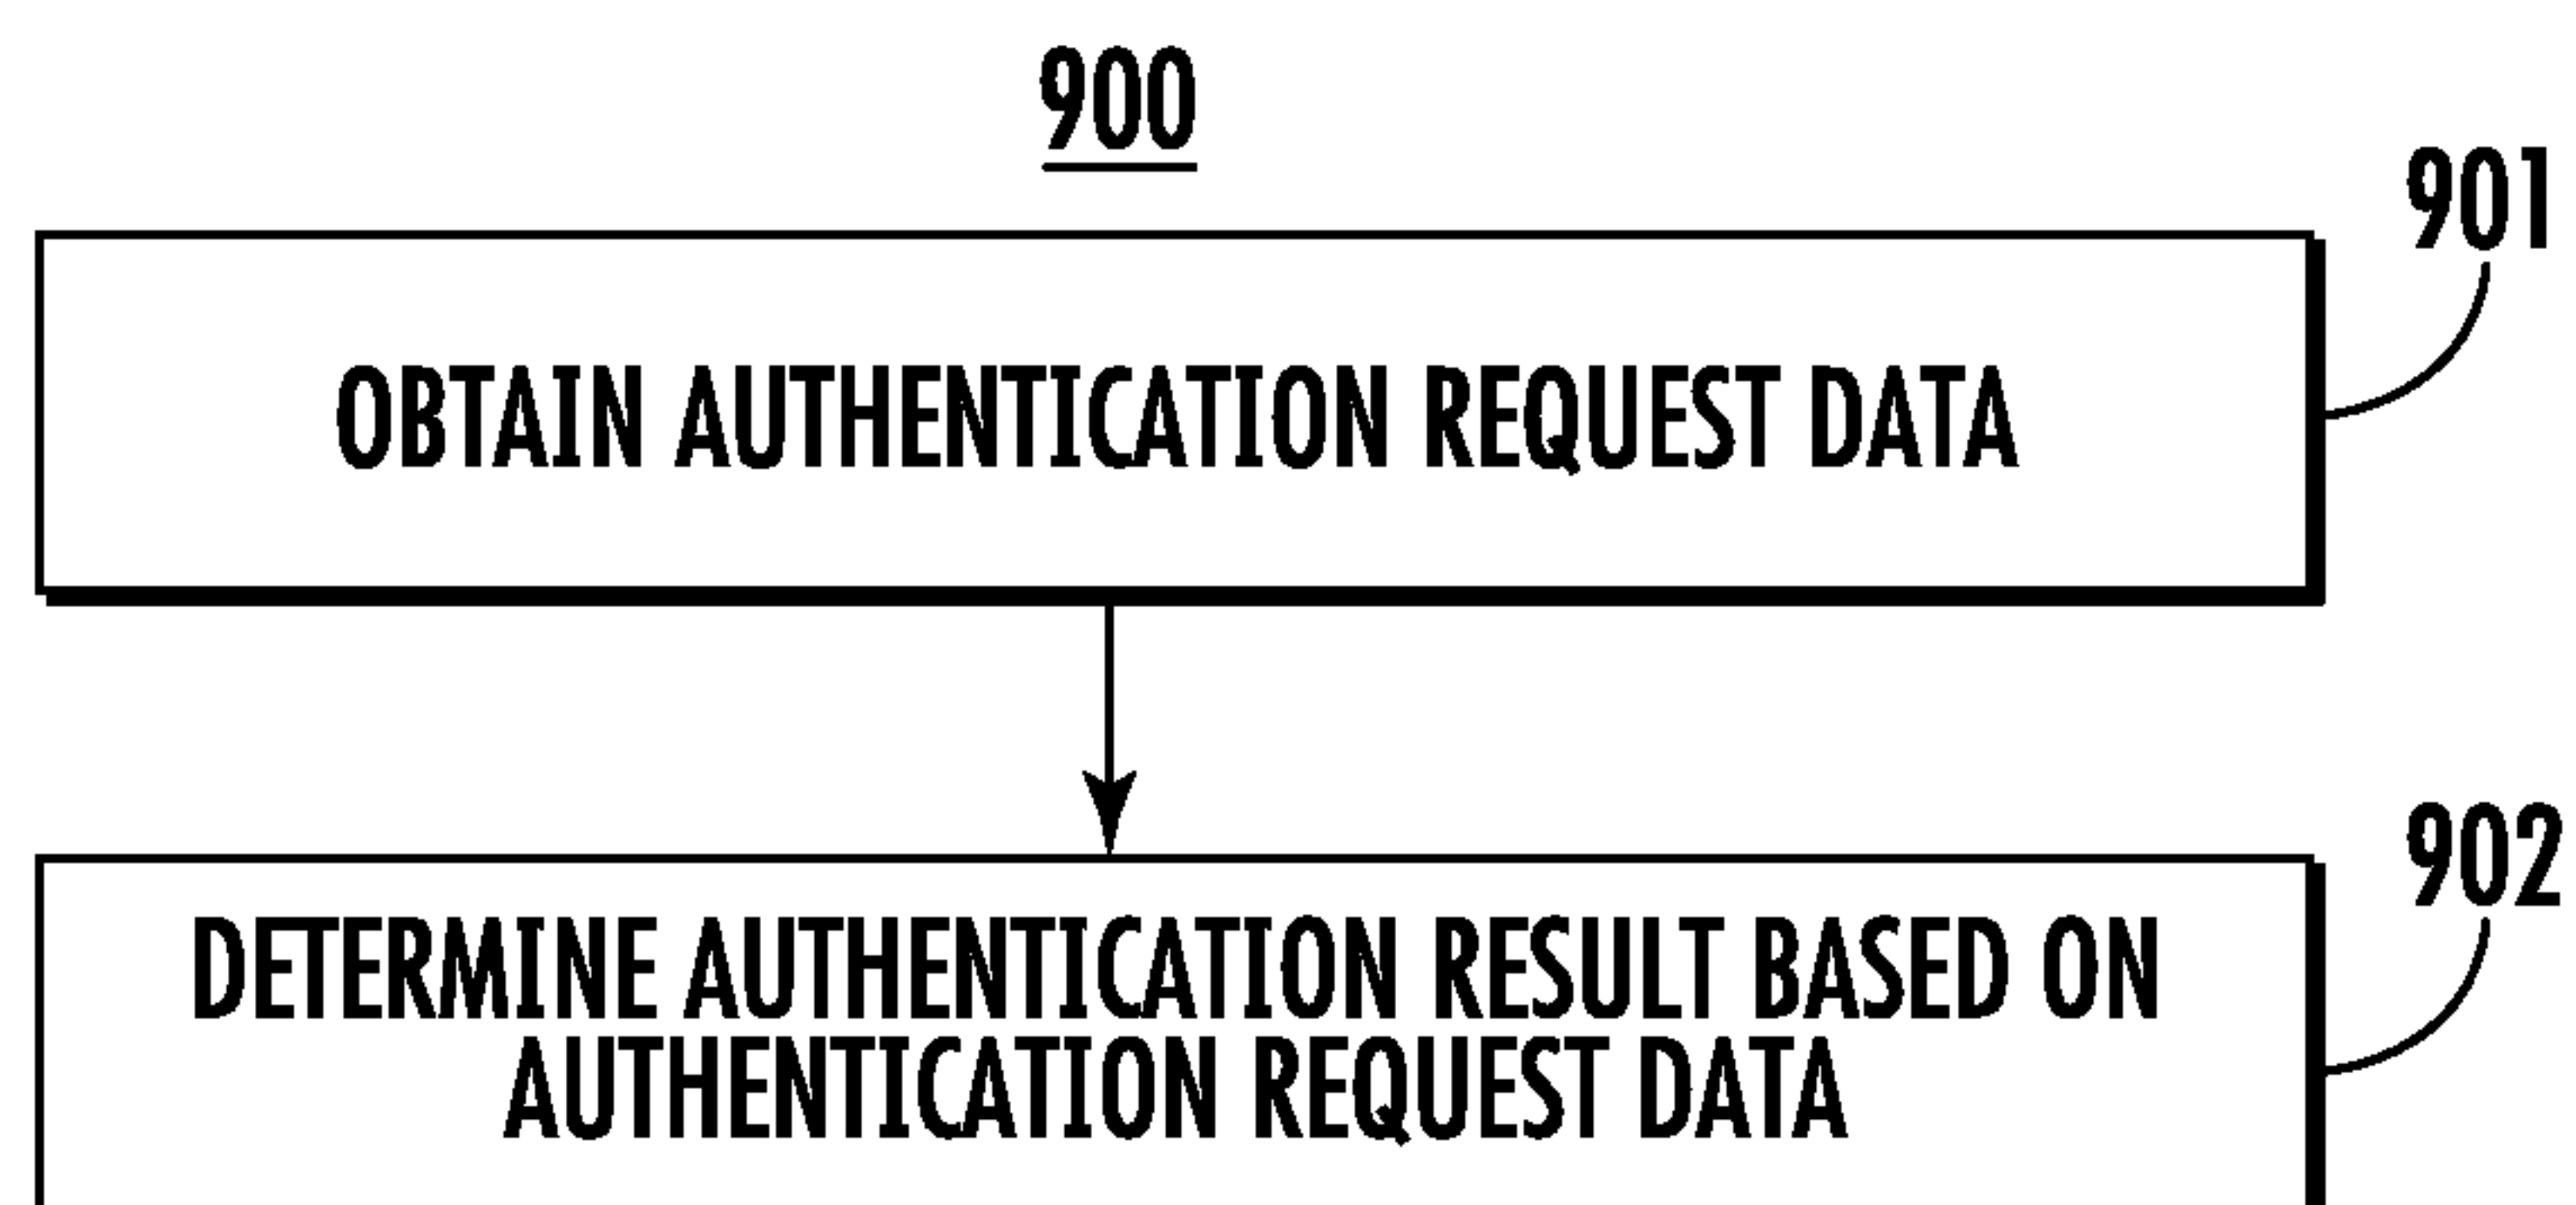 900
901
OBTAIN AUTHENTICATION REQUEST DATA
902
DETERMINE AUTHENTICATION RESULT BASED ON
AUTHENTICATION REQUEST DATA